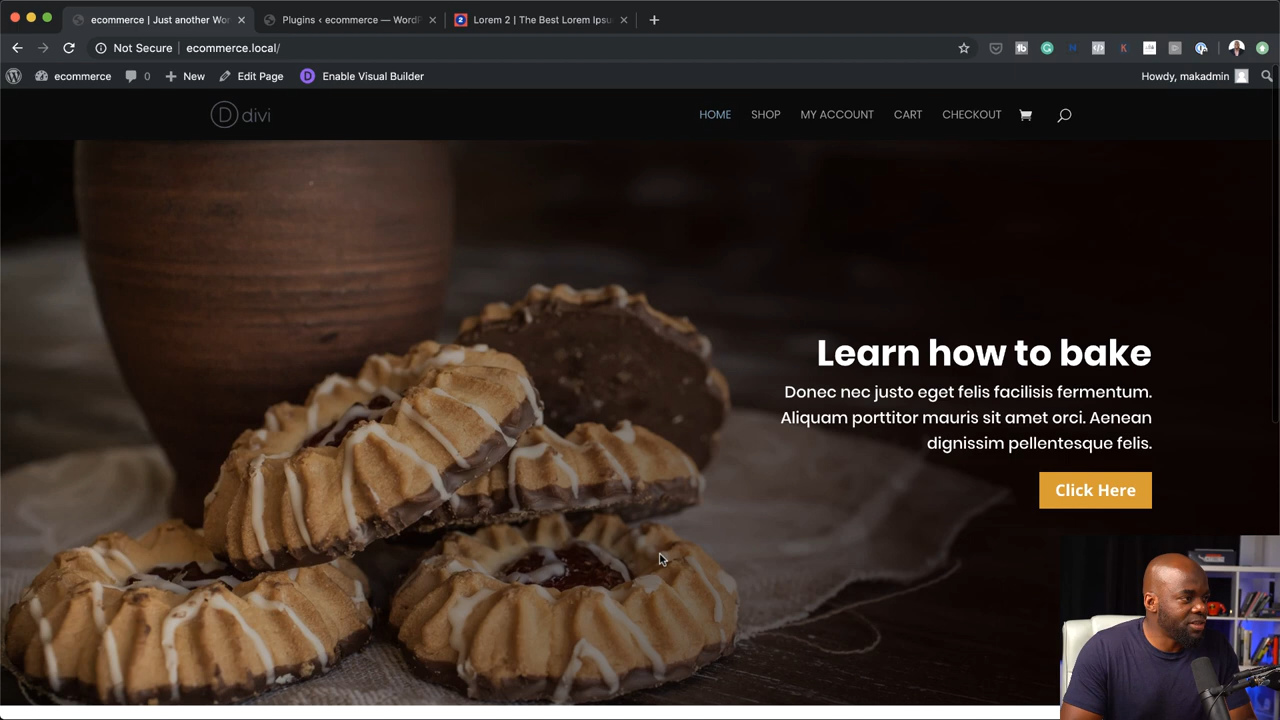 ecommerce | Just another Wor
Plugins ‹ ecommerce — WordP
2
Lorem 2 | The Best Lorem Ipsu
Not Secure
ecommerce.local/
ecommerce
0
New
Edit Page
D
Enable Visual Builder
Howdy, makadmin
D divi
HOME
SHOP
MY ACCOUNT
CART
CHECKOUT
Learn how to bake
Donec nec justo eget felis facilisis fermentum.
Aliquam porttitor mauris sit amet orci. Aenean
dignissim pellentesque felis.
Click Here